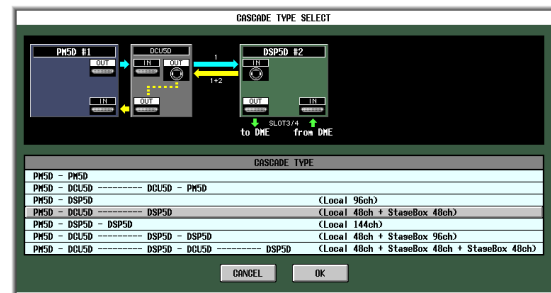 CASCADE TYPE SELECT
PM5D #1
DCU5D
DSP5D #2
OUT
IN
OUT
1
IN
1+2
IN
OUT
OUT
IN
SLOT3/4
to DME
from DME
CASCADE TYPE
PM5D - PM5D
PM5D - DCU5D --------- DCU5D - PM5D
PM5D - DSP5D (Local 96ch)
PM5D - DCU5D --------- DSP5D (Local 48ch + StageBox 48ch)
PM5D - DSP5D - DSP5D (Local 144ch)
PM5D - DCU5D --------- DSP5D - DSP5D (Local 48ch + StageBox 96ch)
PM5D - DCU5D --------- DSP5D - DCU5D --------- DSP5D (Local 48ch + StageBox 48ch + StageBox 48ch)
CANCEL
OK